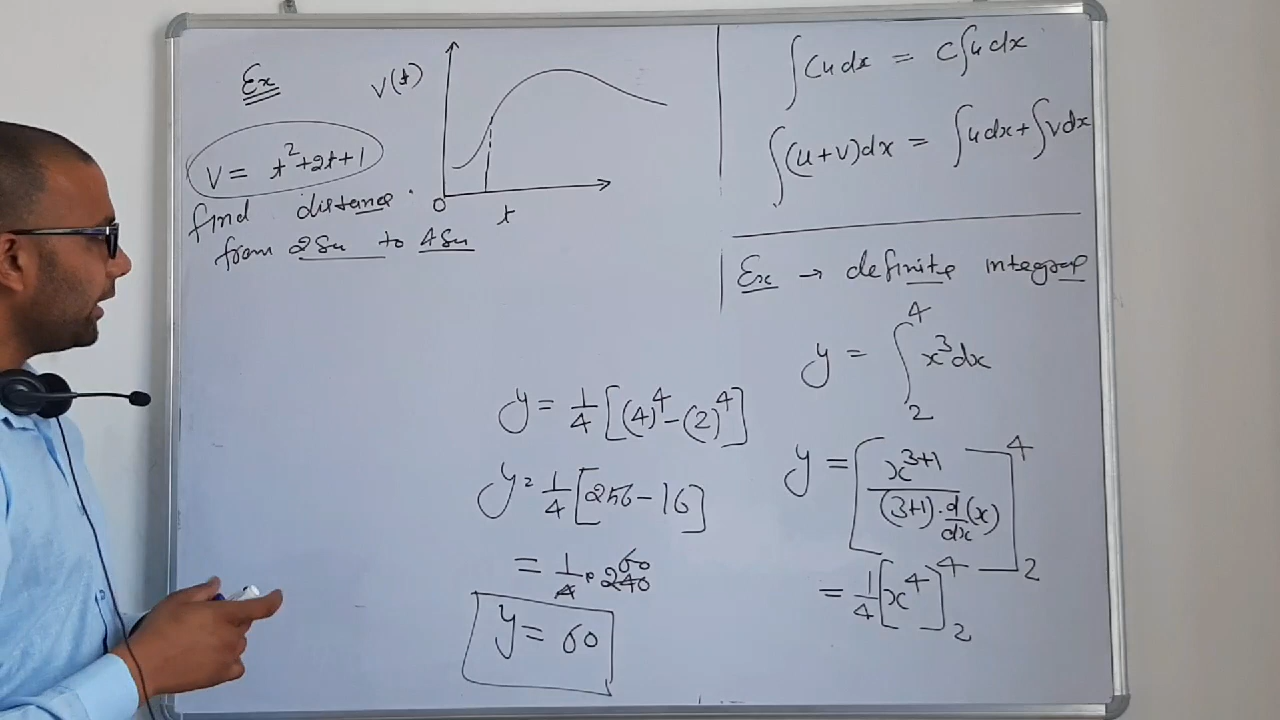 Ex
V(t)
V = t²+2t+1
find distance.
from 2Sec to 4Sec
0
t
∫Cu dx = C∫u dx
∫(u+v)dx = ∫u dx + ∫v dx
Ex → definite integral
y = ∫₂⁴ x³dx
y = [x³⁺¹ / (3+1)·d/dx(x)]₂⁴
= 1/4 [x⁴]₂⁴
y = 1/4 [(4)⁴-(2)⁴]
y = 1/4 [256-16]
= 1/4 · 240 60
y = 60